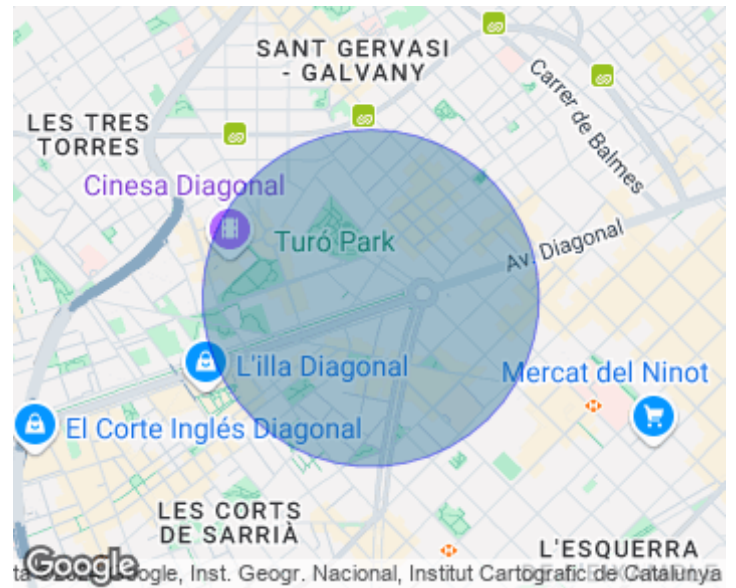 SANT GERVASI
- GALVANY
Carrer de Balmes
LES TRES
TORRES
Cinesa Diagonal
Turó Park
Av. Diagonal
L'illa Diagonal
Mercat del Ninot
El Corte Inglés Diagonal
LES CORTS
DE SARRIÀ
L'ESQUERRA
Google
Google, Inst. Geogr. Nacional, Institut Cartogràfic de Catalunya